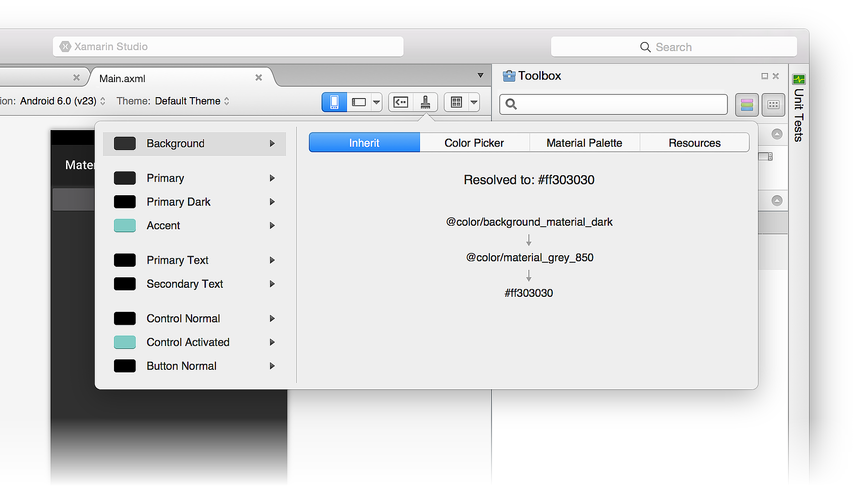 Xamarin Studio
Search
Main.axml
Toolbox
ion: Android 6.0 (v23)
Theme: Default Theme
Unit Tests
Mater
Background
Primary
Primary Dark
Accent
Primary Text
Secondary Text
Control Normal
Control Activated
Button Normal
Inherit
Color Picker
Material Palette
Resources
Resolved to: #ff303030
@color/background_material_dark
@color/material_grey_850
#ff303030